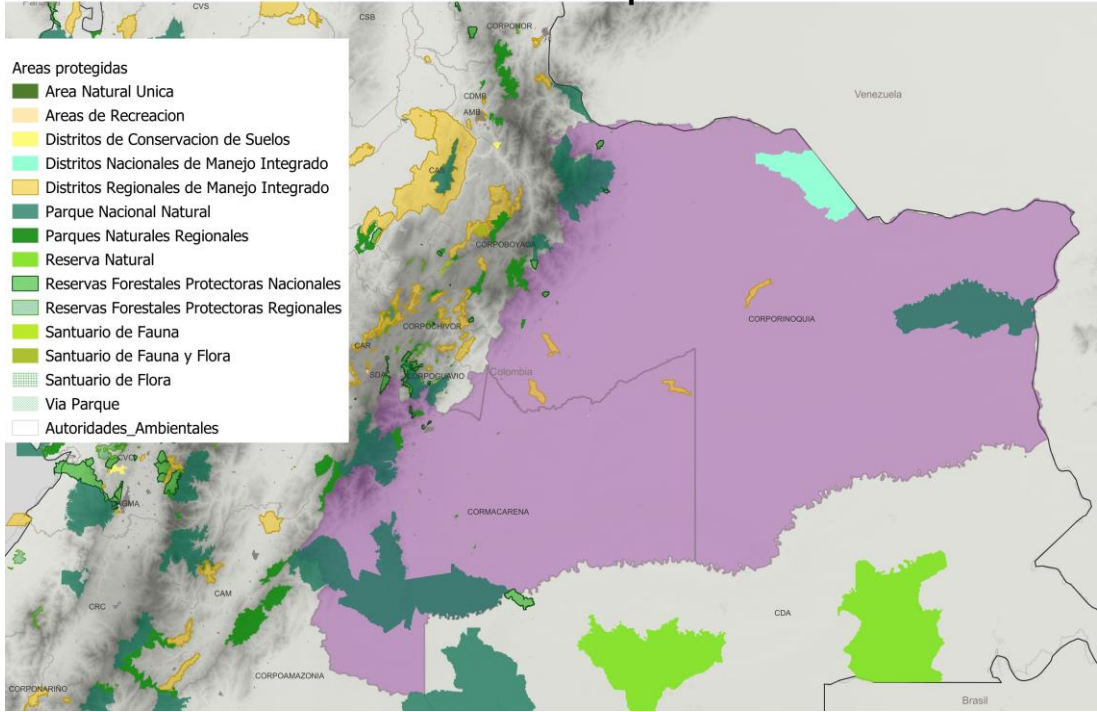 CVS
CSB
CORPONOR
Areas protegidas
Area Natural Unica
Areas de Recreacion
Distritos de Conservacion de Suelos
Distritos Nacionales de Manejo Integrado
Distritos Regionales de Manejo Integrado
Parque Nacional Natural
Parques Naturales Regionales
Reserva Natural
Reservas Forestales Protectoras Nacionales
Reservas Forestales Protectoras Regionales
Santuario de Fauna
Santuario de Fauna y Flora
Santuario de Flora
Via Parque
Autoridades_Ambientales
Venezuela
CDMB
AMB
CAS
CORPOBOYACA
CORPORINOQUIA
CORPOCHIVOR
CAR
SDA
CORPOGUAVIO
Colombia
CVC
CORMACARENA
CRC
CAM
CDA
CORPOAMAZONIA
CORPONARIÑO
Brasil